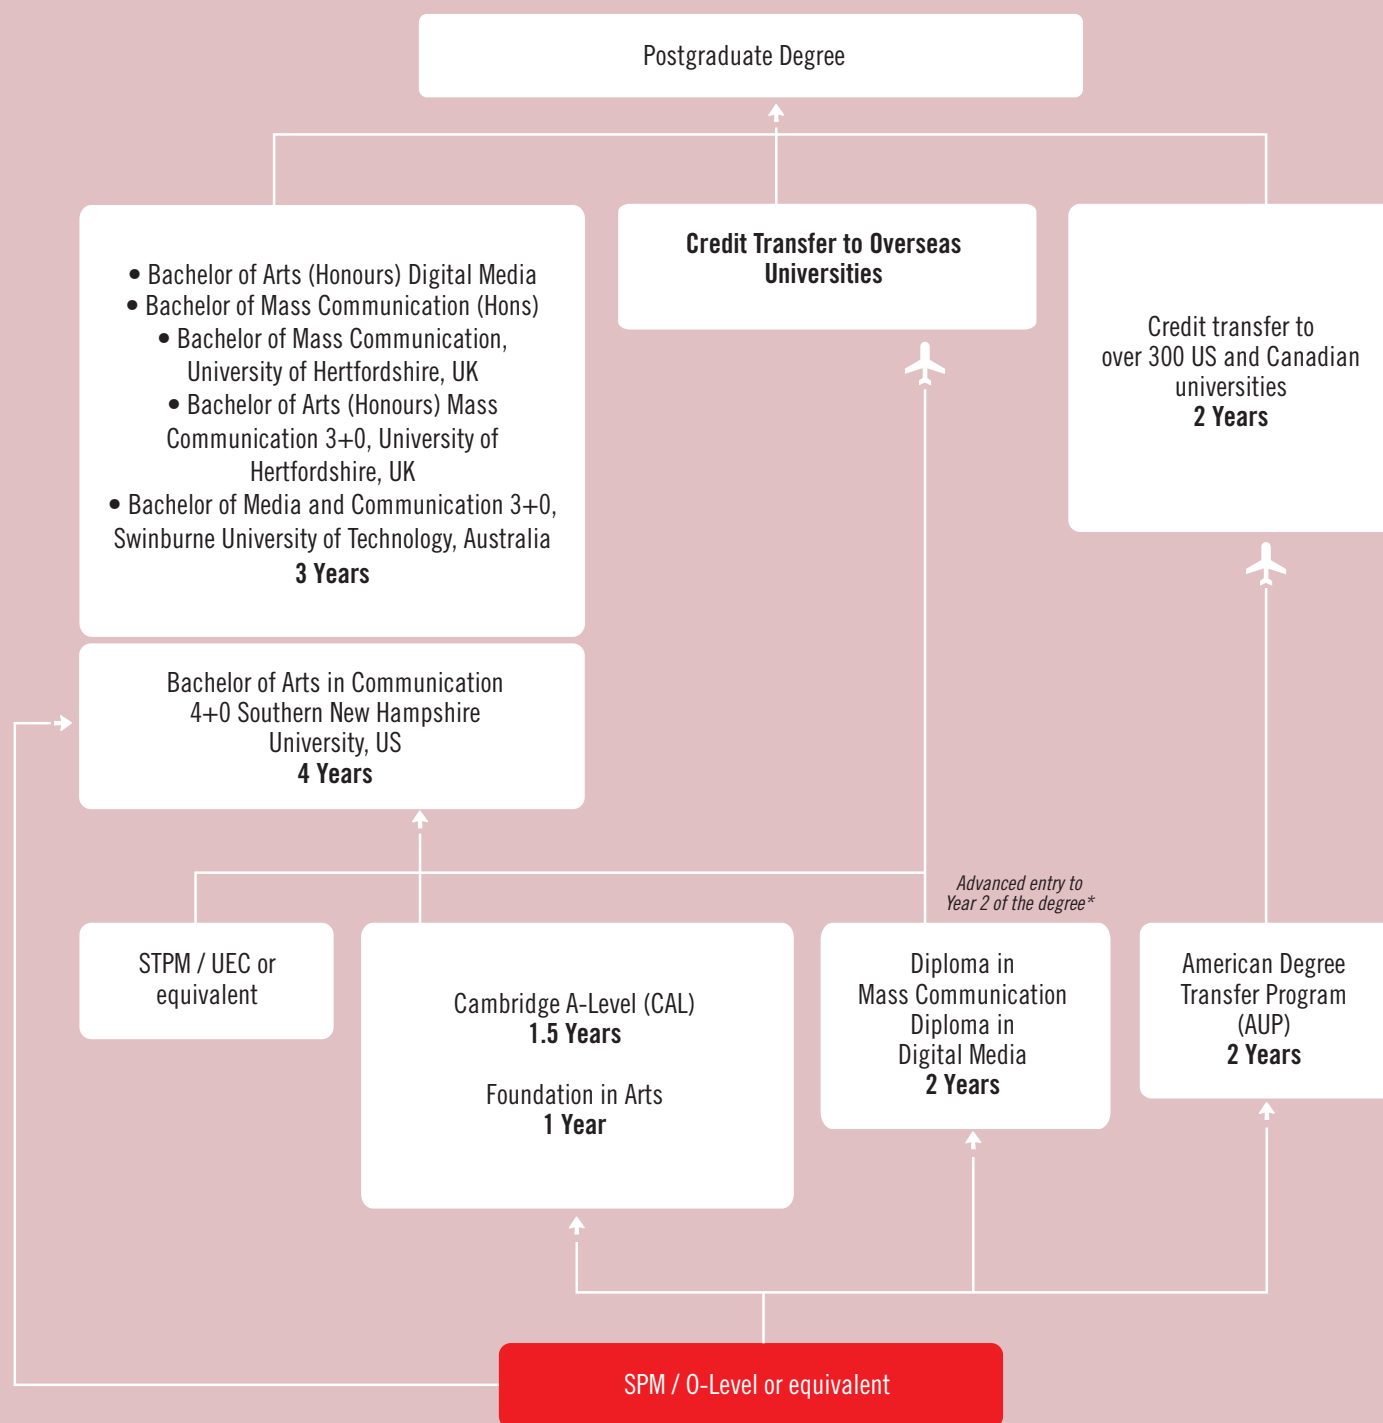 Postgraduate Degree
• Bachelor of Arts (Honours) Digital Media
• Bachelor of Mass Communication (Hons)
• Bachelor of Mass Communication,
University of Hertfordshire, UK
• Bachelor of Arts (Honours) Mass
Communication 3+0, University of
Hertfordshire, UK
• Bachelor of Media and Communication 3+0,
Swinburne University of Technology, Australia
3 Years
Credit Transfer to Overseas
Universities
Credit transfer to
over 300 US and Canadian
universities
2 Years
Bachelor of Arts in Communication
4+0 Southern New Hampshire
University, US
4 Years
Advanced entry to
Year 2 of the degree*
STPM / UEC or
equivalent
Cambridge A-Level (CAL)
1.5 Years
Foundation in Arts
1 Year
Diploma in
Mass Communication
Diploma in
Digital Media
2 Years
American Degree
Transfer Program
(AUP)
2 Years
SPM / O-Level or equivalent